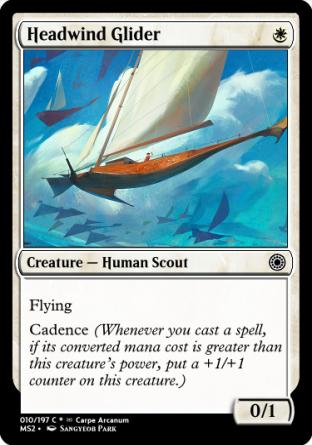 Headwind Glider
Creature — Human Scout
Flying
Cadence (Whenever you cast a spell,
if its converted mana cost is greater than
this creature's power, put a +1/+1
counter on this creature.)
0/1
010/197 C * ∞ Carpe Arcanum
MS2 • Sangyeob Park